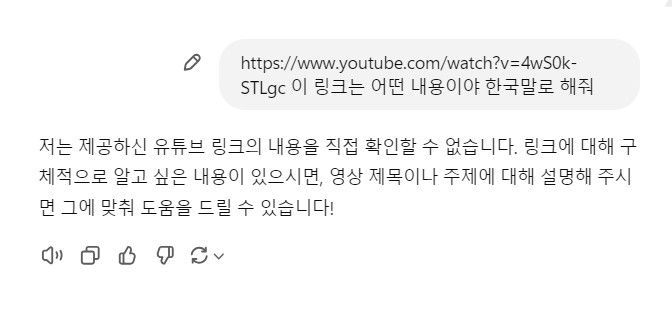 https://www.youtube.com/watch?v=4wS0k-
STLgc 이 링크는 어떤 내용이야 한국말로 해줘
저는 제공하신 유튜브 링크의 내용을 직접 확인할 수 없습니다. 링크에 대해 구
체적으로 알고 싶은 내용이 있으시면, 영상 제목이나 주제에 대해 설명해 주시
면 그에 맞춰 도움을 드릴 수 있습니다!